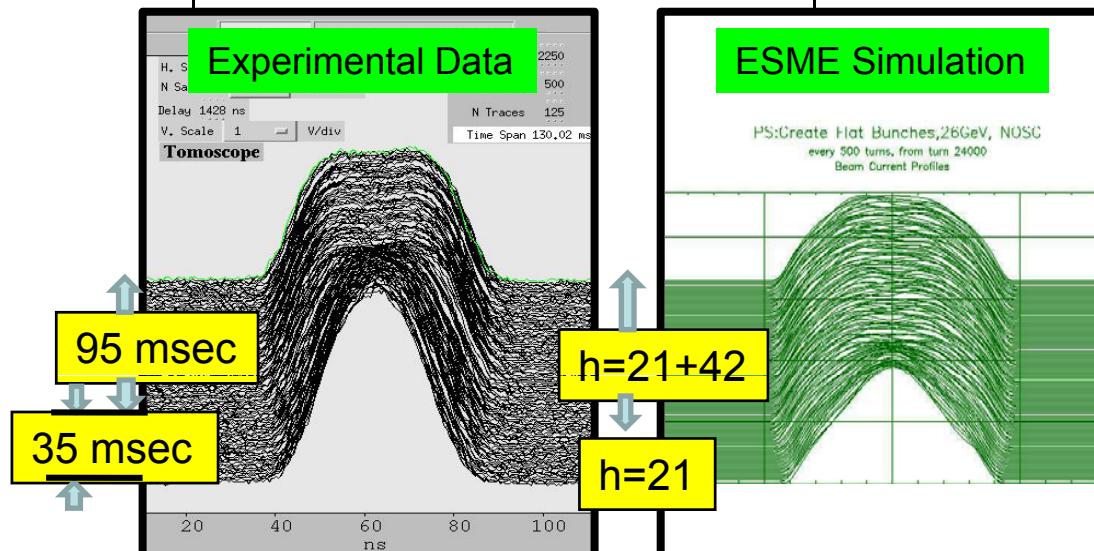 Experimental Data
H. S
N Sa
2250
500
Delay 1428 ns
N Traces 125
V. Scale 1 V/div
Time Span 130.02 ms
Tomoscope
95 msec
35 msec
20 40 60 80 100
ns
ESME Simulation
PS:Create Flat Bunches,26GeV, NOSC
every 500 turns, from turn 24000
Beam Current Profiles
h=21+42
h=21